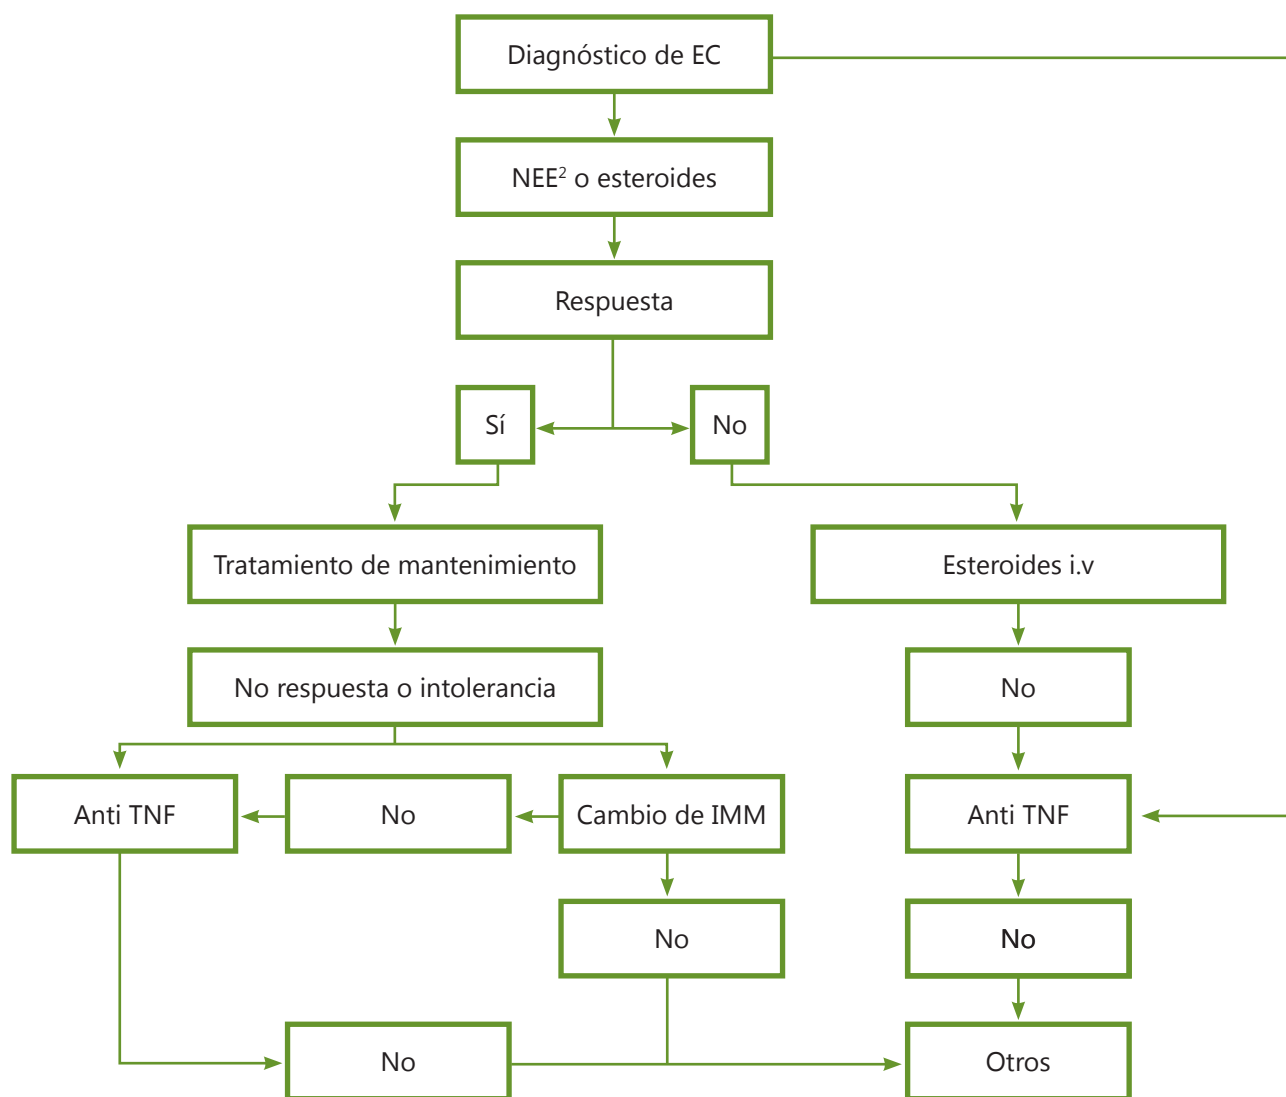 Diagnóstico de EC
NEE² o esteroides
Respuesta
Sí
No
Tratamiento de mantenimiento
Esteroides i.v
No respuesta o intolerancia
No
Anti TNF
No
Cambio de IMM
Anti TNF
No
No
No
Otros